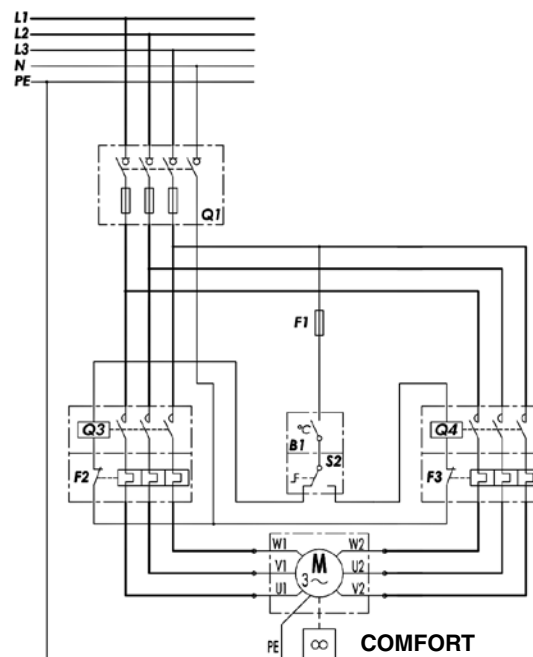 L1
L2
L3
N
PE
Q1
F1
Q3
°C
B1
Q4
F2
S2
F3
W1
M
W2
V1
3~
U2
U1
V2
PE
∞
COMFORT